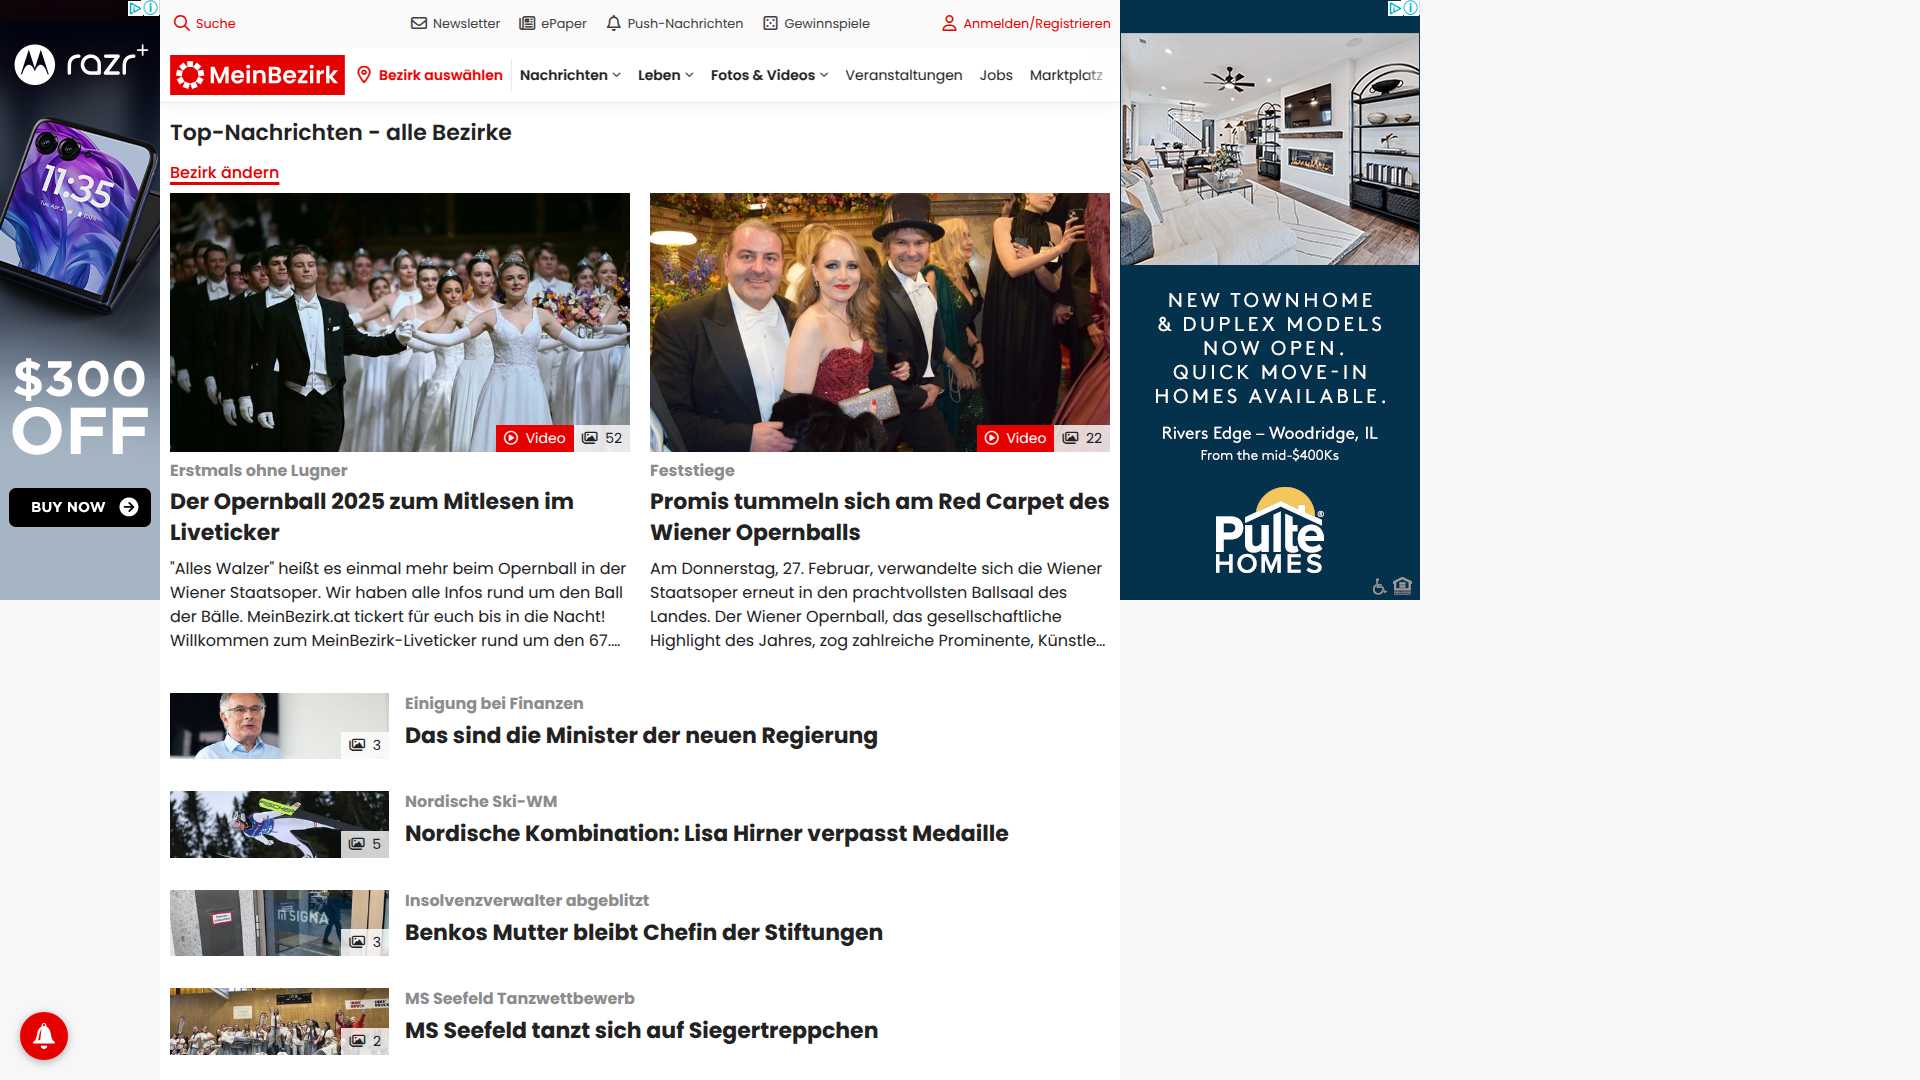 Suche
Newsletter
ePaper
Push-Nachrichten
Gewinnspiele
Anmelden/Registrieren
MeinBezirk
Bezirk auswählen
Nachrichten
Leben
Fotos & Videos
Veranstaltungen
Jobs
Marktplatz
razr+
11:35
$300
OFF
BUY NOW
Top-Nachrichten - alle Bezirke
Bezirk ändern
Video
52
Erstmals ohne Lugner
Der Opernball 2025 zum Mitlesen im
Liveticker
"Alles Walzer" heißt es einmal mehr beim Opernball in der
Wiener Staatsoper. Wir haben alle Infos rund um den Ball
der Bälle. MeinBezirk.at tickert für euch bis in die Nacht!
Willkommen zum MeinBezirk-Liveticker rund um den 67....
Video
22
Feststiege
Promis tummeln sich am Red Carpet des
Wiener Opernballs
Am Donnerstag, 27. Februar, verwandelte sich die Wiener
Staatsoper erneut in den prachtvollsten Ballsaal des
Landes. Der Wiener Opernball, das gesellschaftliche
Highlight des Jahres, zog zahlreiche Prominente, Künstle...
3
Einigung bei Finanzen
Das sind die Minister der neuen Regierung
5
Nordische Ski-WM
Nordische Kombination: Lisa Hirner verpasst Medaille
SIGNA
3
Insolvenzverwalter abgeblitzt
Benkos Mutter bleibt Chefin der Stiftungen
2
MS Seefeld Tanzwettbewerb
MS Seefeld tanzt sich auf Siegertreppchen
NEW TOWNHOME
& DUPLEX MODELS
NOW OPEN.
QUICK MOVE-IN
HOMES AVAILABLE.
Rivers Edge – Woodridge, IL
From the mid-$400Ks
Pulte®
HOMES